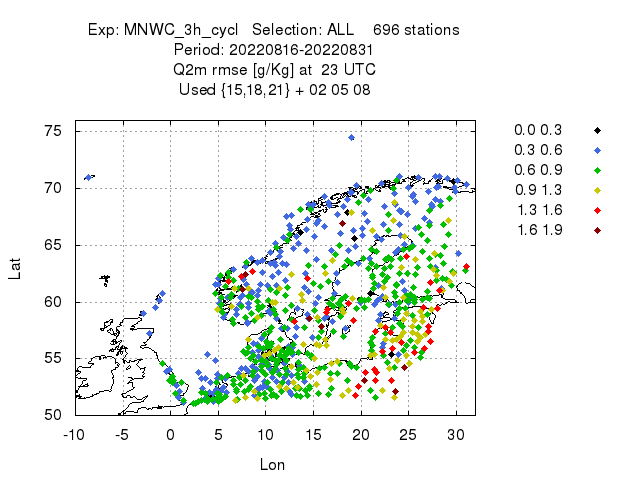 Exp: MNWC_3h_cycl Selection: ALL 696 stations
Period: 20220816-20220831
Q2m rmse [g/Kg] at 23 UTC
Used {15,18,21} + 02 05 08
0.0 0.3
0.3 0.6
0.6 0.9
0.9 1.3
1.3 1.6
1.6 1.9
75
70
65
60
55
50
Lat
-10 -5 0 5 10 15 20 25 30
Lon